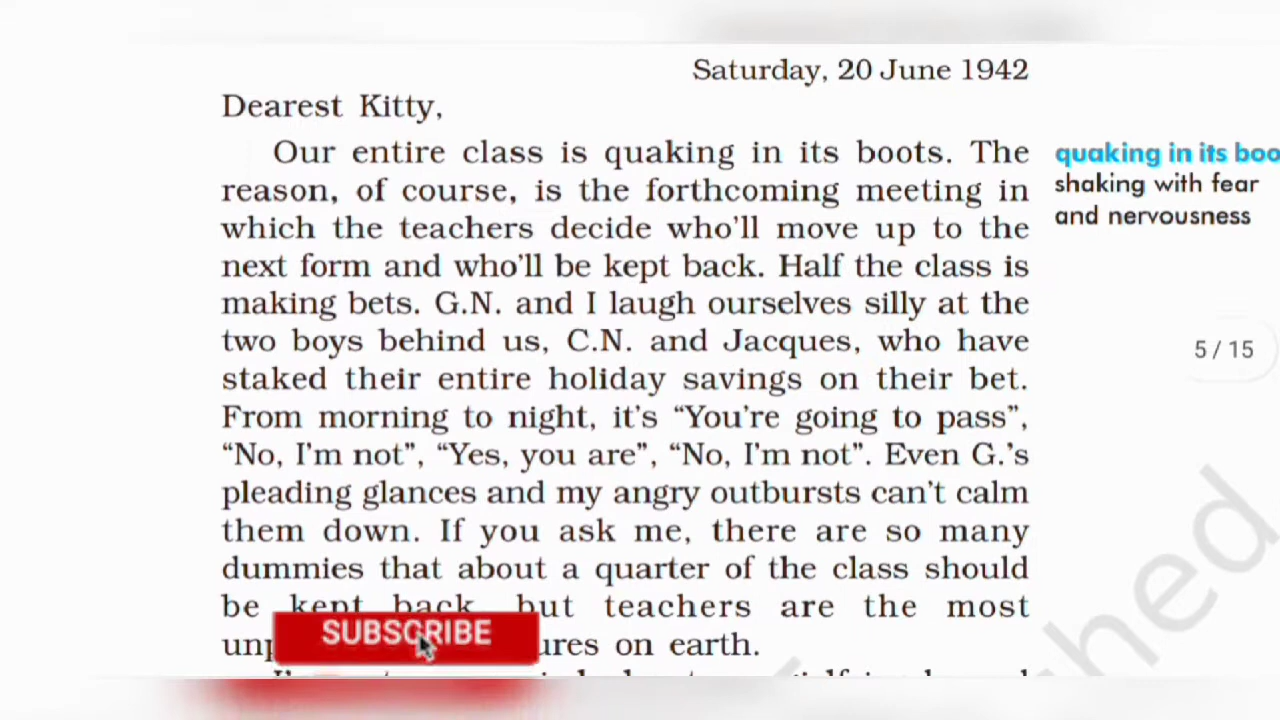 Saturday, 20 June 1942
Dearest Kitty,
Our entire class is quaking in its boots. The
reason, of course, is the forthcoming meeting in
which the teachers decide who'll move up to the
next form and who'll be kept back. Half the class is
making bets. G.N. and I laugh ourselves silly at the
two boys behind us, C.N. and Jacques, who have
staked their entire holiday savings on their bet.
From morning to night, it's “You're going to pass”,
“No, I'm not”, “Yes, you are”, “No, I'm not”. Even G.'s
pleading glances and my angry outbursts can't calm
them down. If you ask me, there are so many
dummies that about a quarter of the class should
be kept back, but teachers are the most
on earth.
quaking in its boo
shaking with fear
and nervousness
5 / 15
SUBSCRIBE
hed